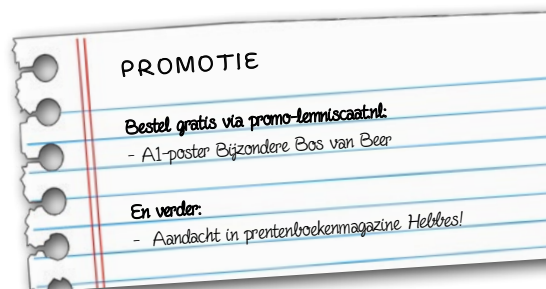 PROMOTIE
Bestel gratis via promo-lemniscaat.nl:
- A1-poster Bijzondere Bos van Beer
En verder:
- Aandacht in prentenboekenmagazine Hebbes!